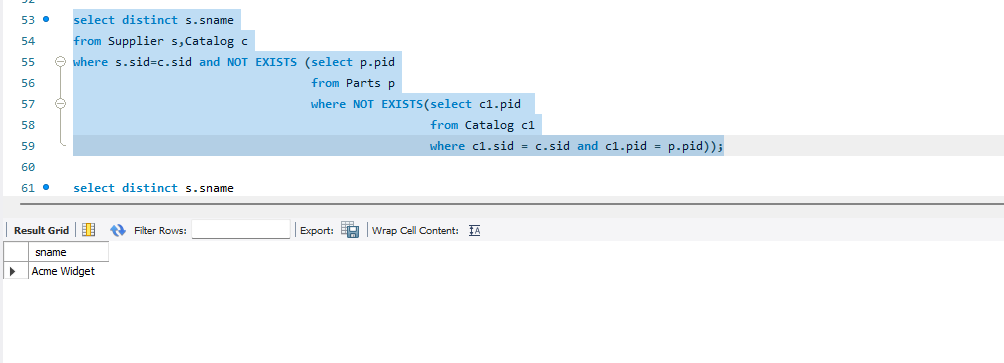 52
53 select distinct s.sname
54 from Supplier s,Catalog c
55 where s.sid=c.sid and NOT EXISTS (select p.pid
56 from Parts p
57 where NOT EXISTS(select c1.pid
58 from Catalog c1
59 where c1.sid = c.sid and c1.pid = p.pid));
60
61 select distinct s.sname
Result Grid Filter Rows: Export: Wrap Cell Content: IA
sname
Acme Widget